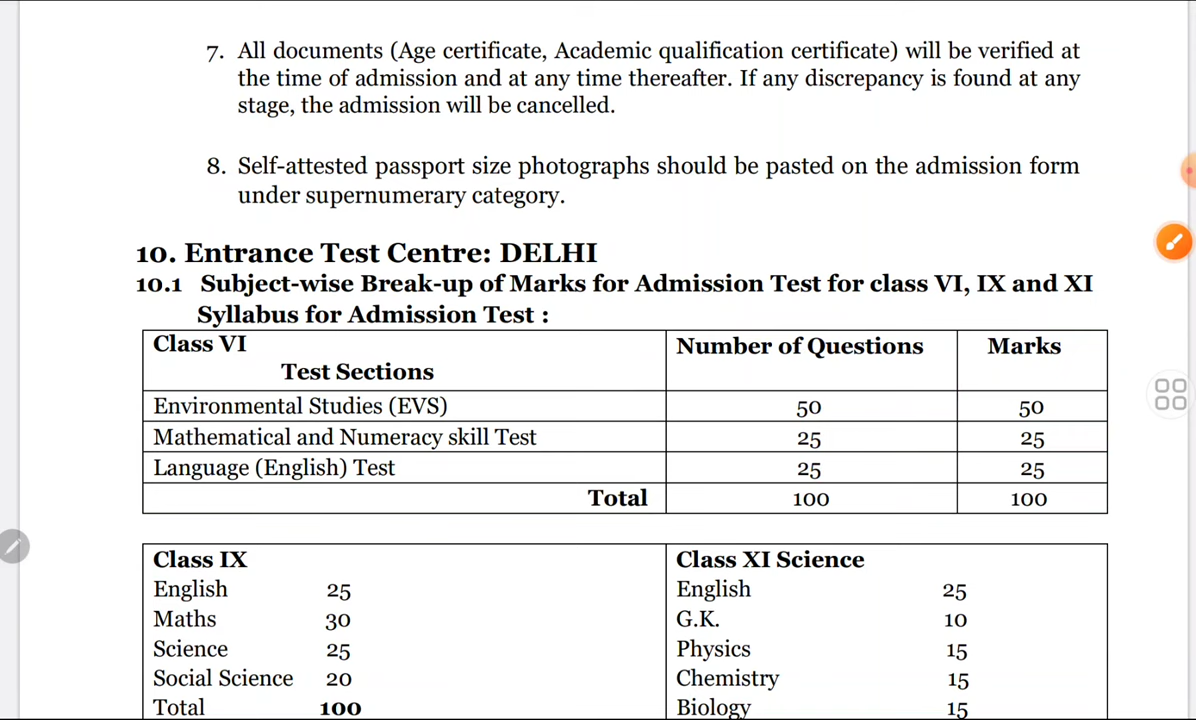 7. All documents (Age certificate, Academic qualification certificate) will be verified at
the time of admission and at any time thereafter. If any discrepancy is found at any
stage, the admission will be cancelled.
8. Self-attested passport size photographs should be pasted on the admission form
under supernumerary category.
10. Entrance Test Centre: DELHI
10.1 Subject-wise Break-up of Marks for Admission Test for class VI, IX and XI
Syllabus for Admission Test :
Class VI
Test Sections Number of Questions Marks
Environmental Studies (EVS) 50 50
Mathematical and Numeracy skill Test 25 25
Language (English) Test 25 25
Total 100 100
Class IX
English 25
Maths 30
Science 25
Social Science 20
Total 100
Class XI Science
English 25
G.K. 10
Physics 15
Chemistry 15
Biology 15